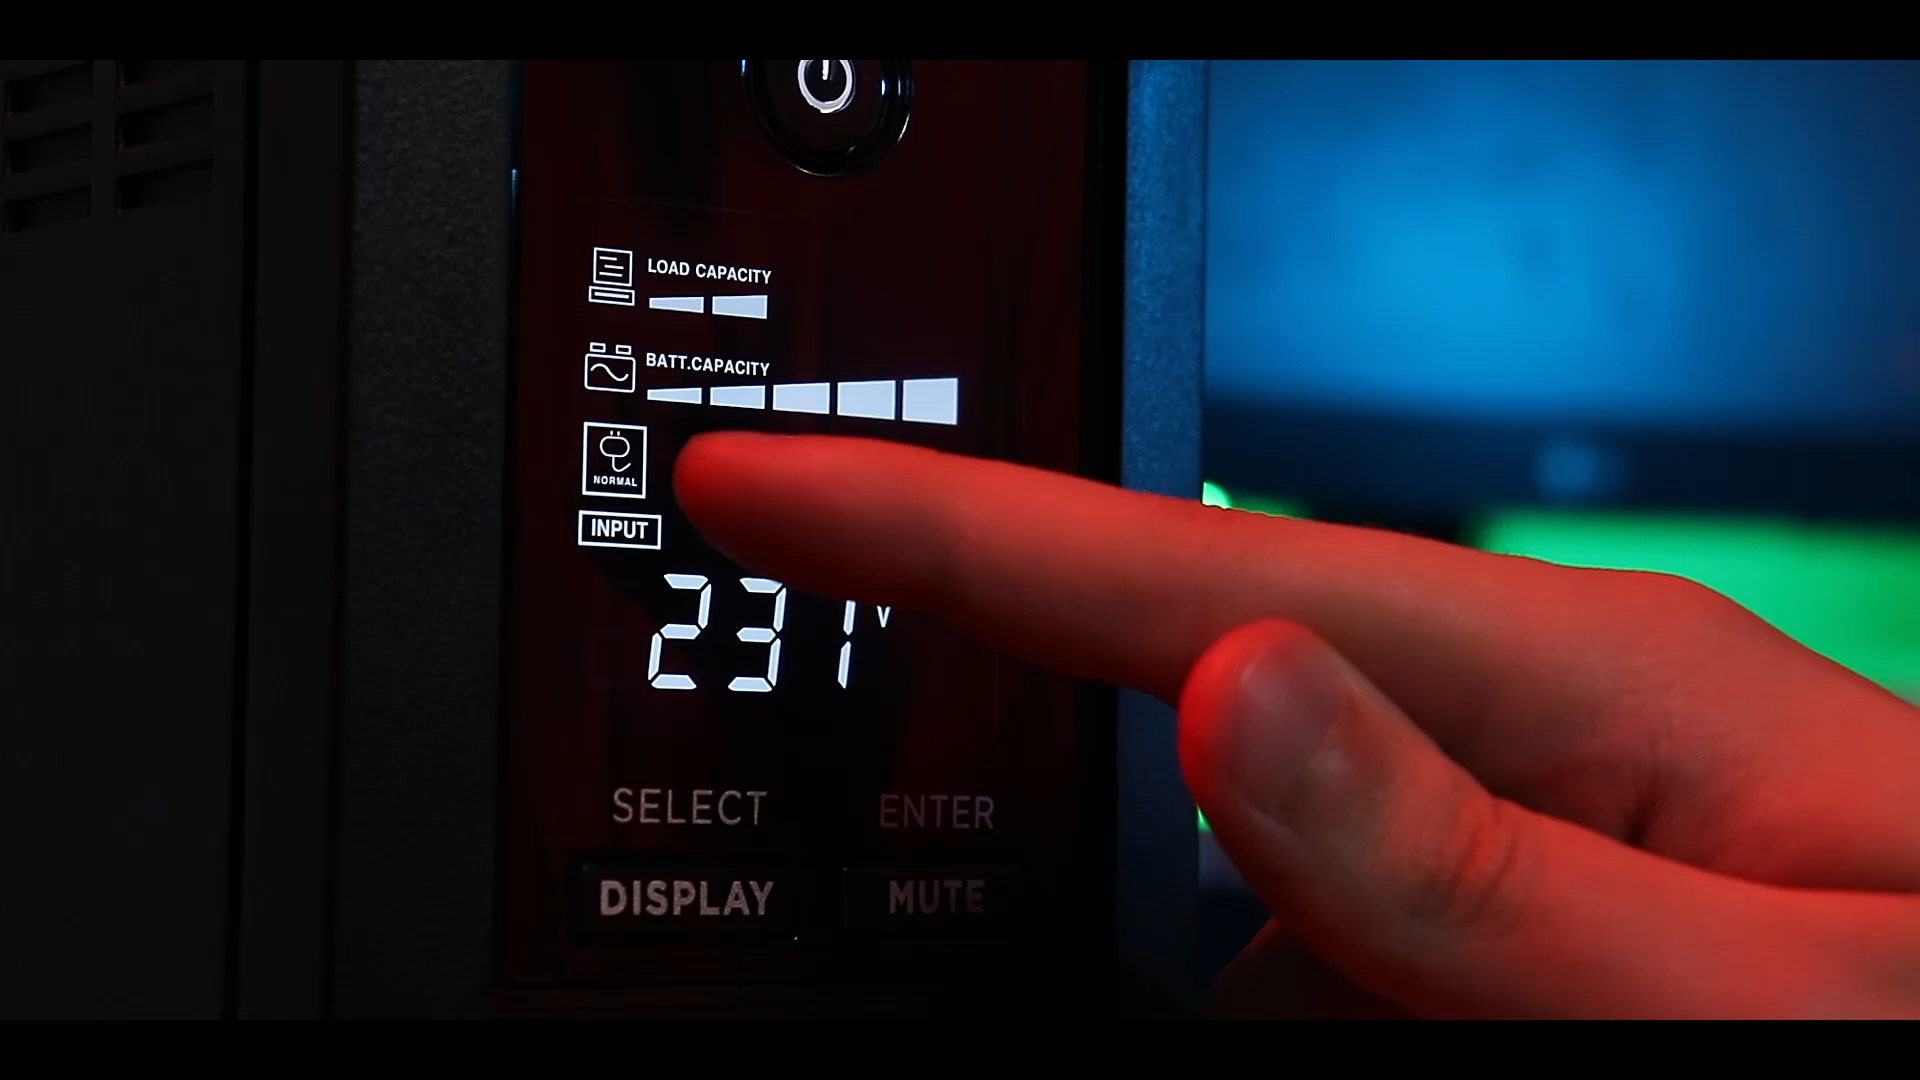 LOAD CAPACITY
BATT.CAPACITY
NORMAL
INPUT
231 V
SELECT ENTER
DISPLAY MUTE